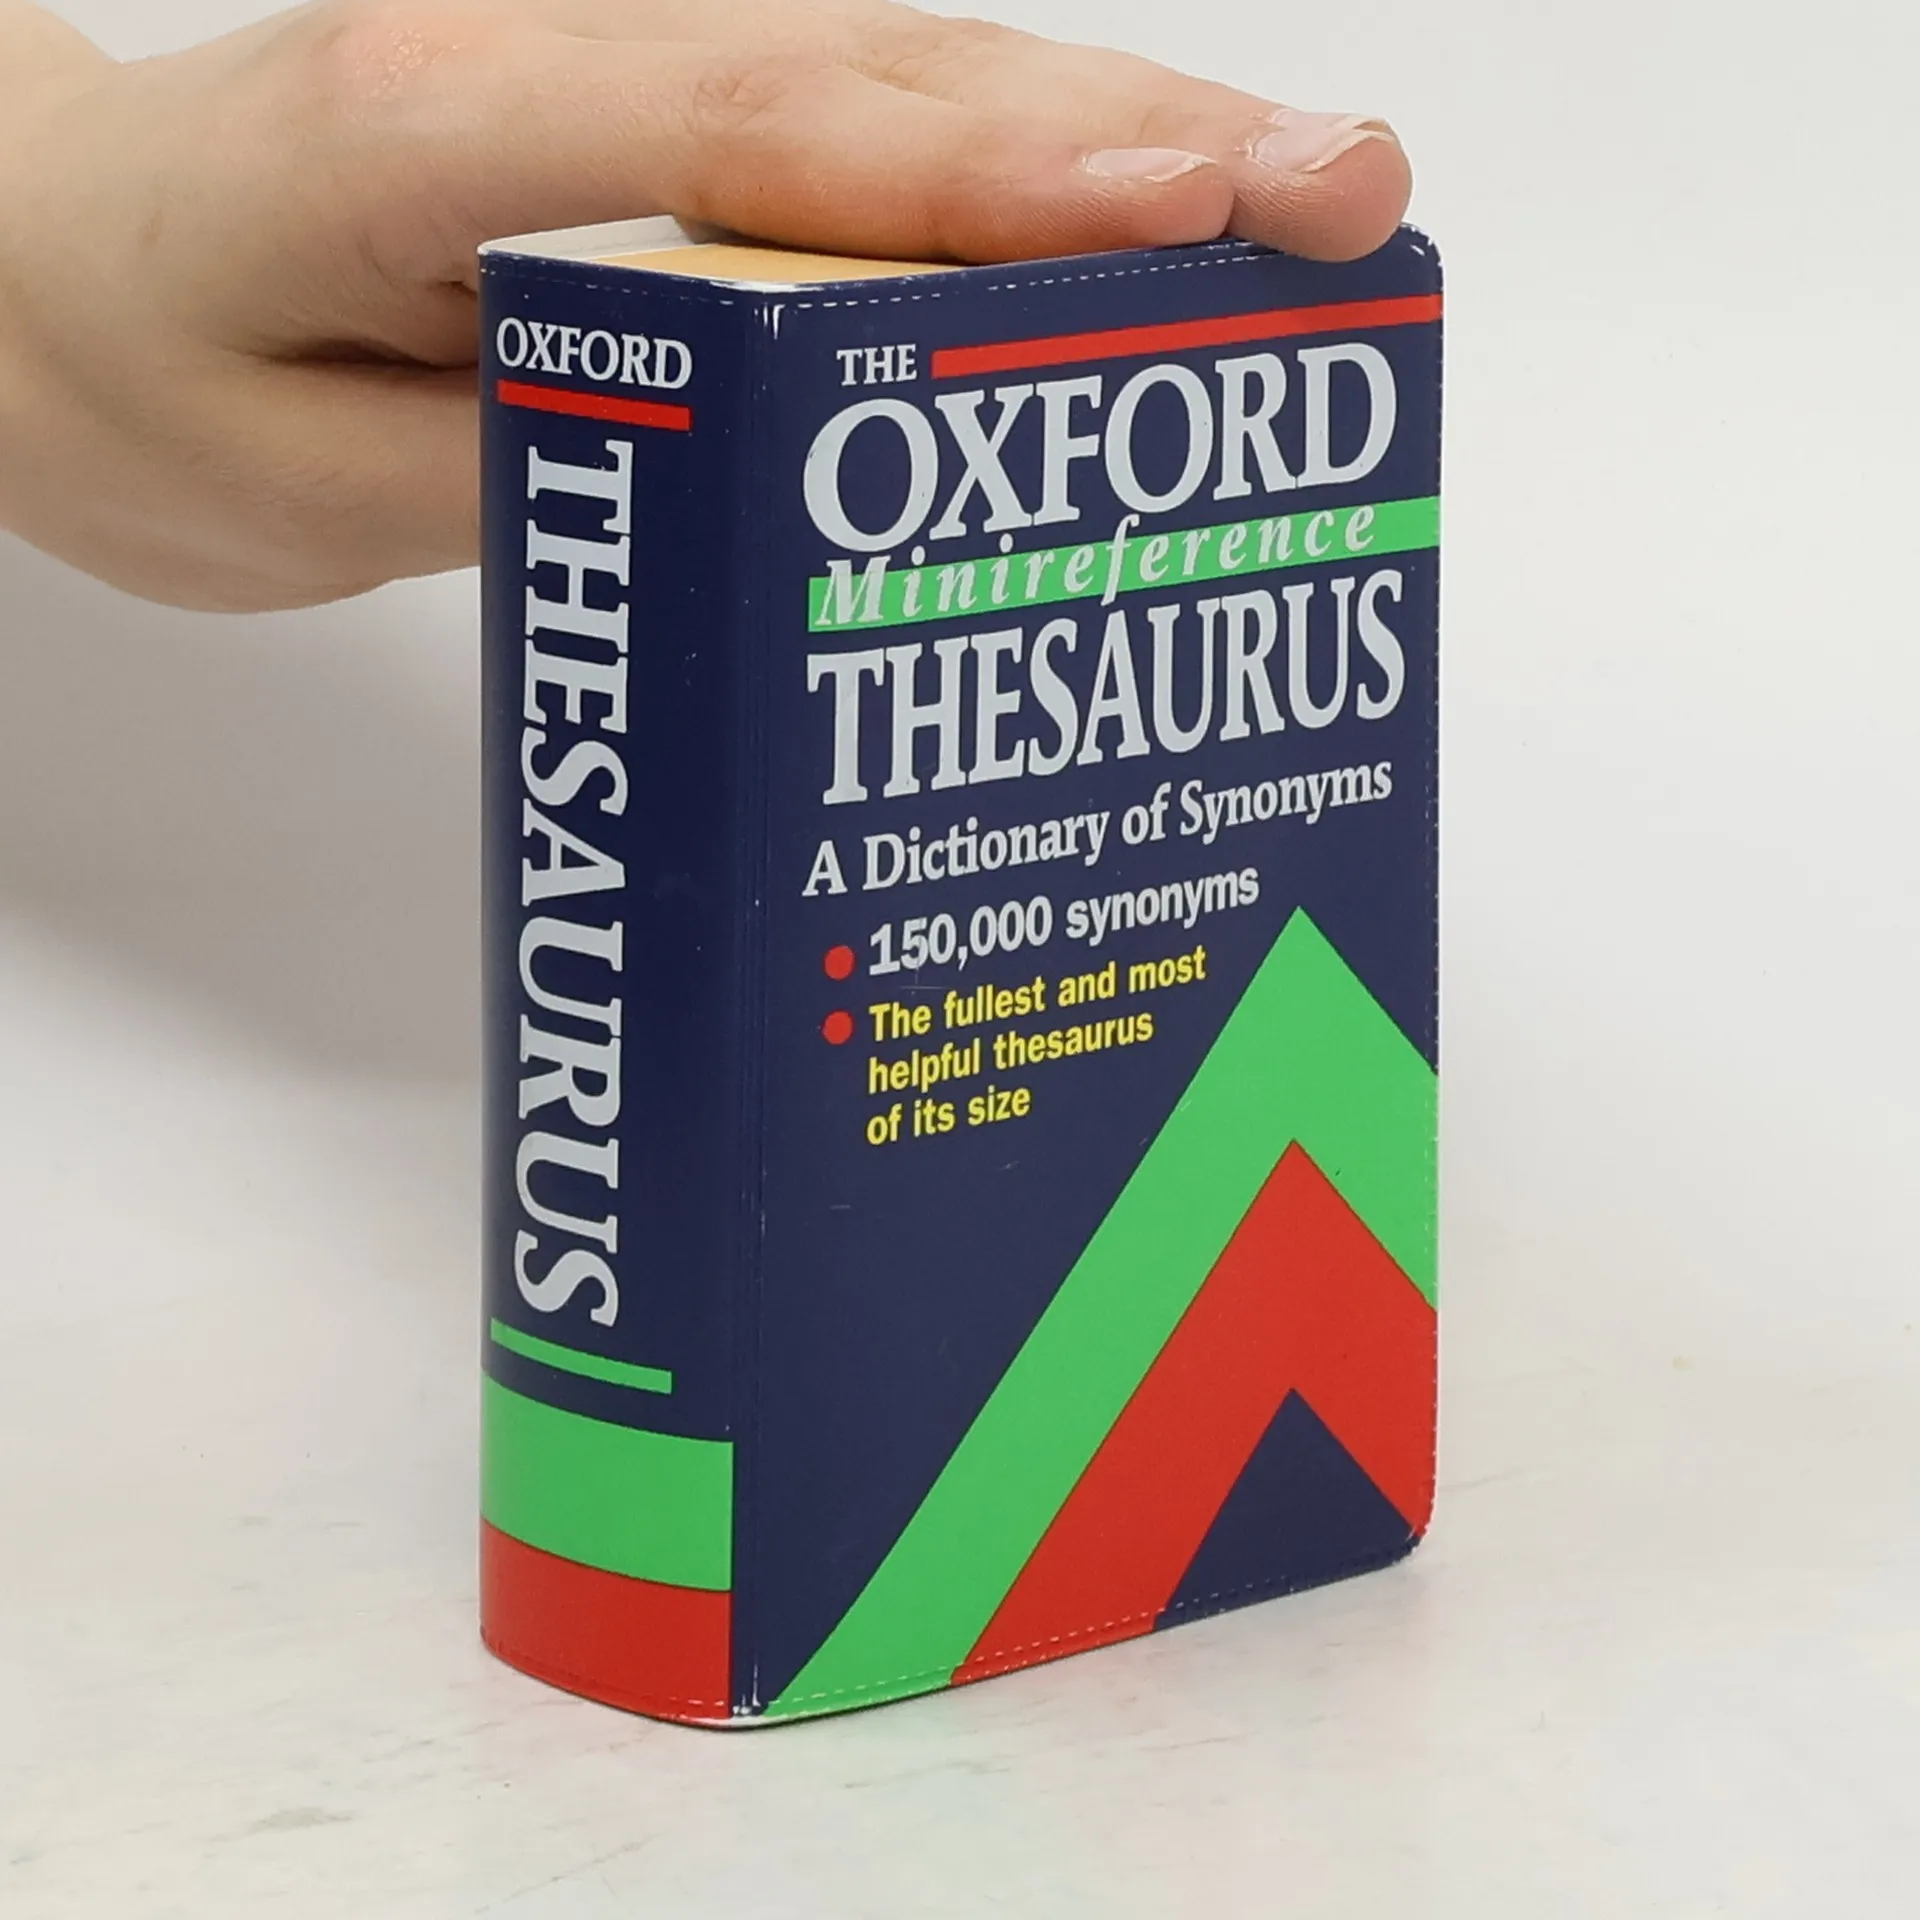 OXFORD
THESAURUS
THE
OXFORD
Minireference
THESAURUS
A Dictionary of Synonyms
150,000 synonyms
The fullest and most
helpful thesaurus
of its size